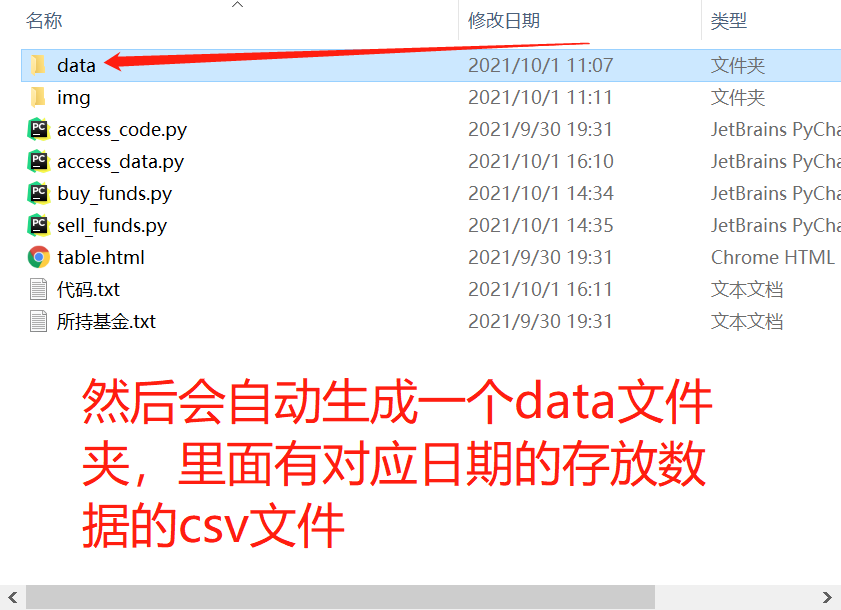 名称 修改日期 类型
data 2021/10/1 11:07 文件夹
img 2021/10/1 11:11 文件夹
access_code.py 2021/9/30 19:31 JetBrains PyCha
access_data.py 2021/10/1 16:10 JetBrains PyCha
buy_funds.py 2021/10/1 14:34 JetBrains PyCha
sell_funds.py 2021/10/1 14:35 JetBrains PyCha
table.html 2021/9/30 19:31 Chrome HTML
代码.txt 2021/10/1 16:11 文本文档
所持基金.txt 2021/9/30 19:31 文本文档
然后会自动生成一个data文件
夹，里面有对应日期的存放数
据的csv文件